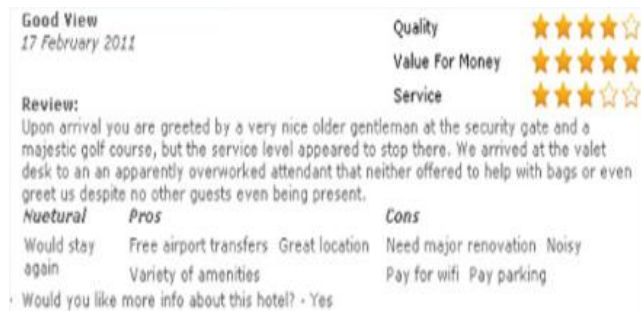 Good View
17 February 2011
Quality
Value For Money
Service
Review:
Upon arrival you are greeted by a very nice older gentleman at the security gate and a
majestic golf course, but the service level appeared to stop there. We arrived at the valet
desk to an an apparently overworked attendant that neither offered to help with bags or even
greet us despite no other guests even being present.
Nuetural Pros Cons
Would stay again Free airport transfers Great location Need major renovation Noisy
Variety of amenities Pay for wifi Pay parking
- Would you like more info about this hotel? - Yes